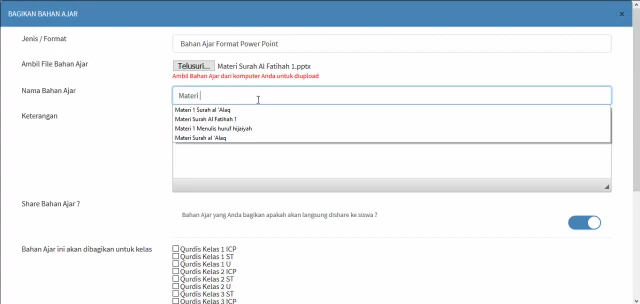 BAGIKAN BAHAN AJAR
×
Jenis / Format
Bahan Ajar Format Power Point
Ambil File Bahan Ajar
Telusuri... Materi Surah Al Fatihah 1.pptx
Ambil Bahan Ajar dari komputer Anda untuk diupload
Nama Bahan Ajar
Materi
Materi 1 Surah al 'Alaq
Materi Surah Al Fatihah 1
Materi 1 Menulis huruf hijaiyah
Materi Surah al 'Alaq
Keterangan
Share Bahan Ajar ?
Bahan Ajar yang Anda bagikan apakah akan langsung dishare ke siswa ?
Bahan Ajar ini akan dibagikan untuk kelas
Qurdis Kelas 1 ICP
Qurdis Kelas 1 ST
Qurdis Kelas 1 U
Qurdis Kelas 2 ICP
Qurdis Kelas 2 ST
Qurdis Kelas 2 U
Qurdis Kelas 3 ST
Qurdis Kelas 3 ICP